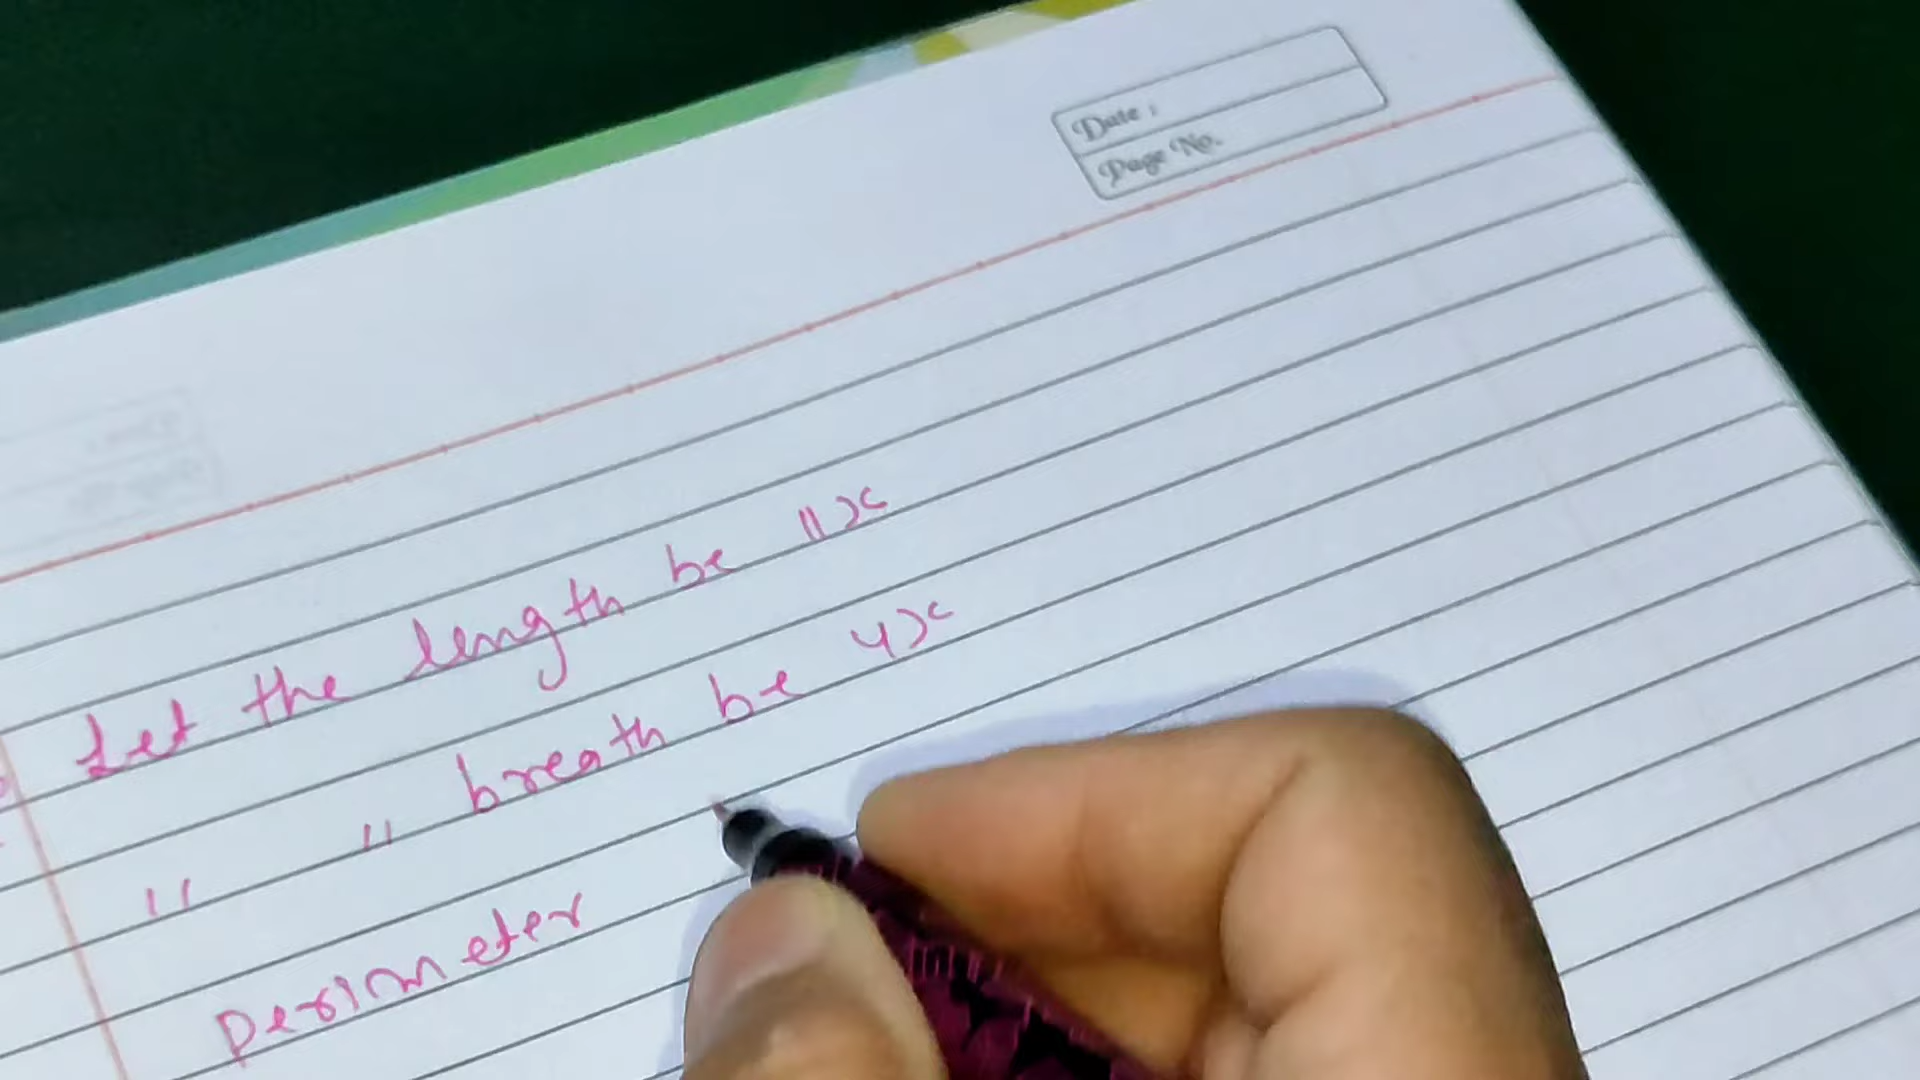 Date :
Page No.
Let the length be 11x
" " breath be 4x
Perimeter